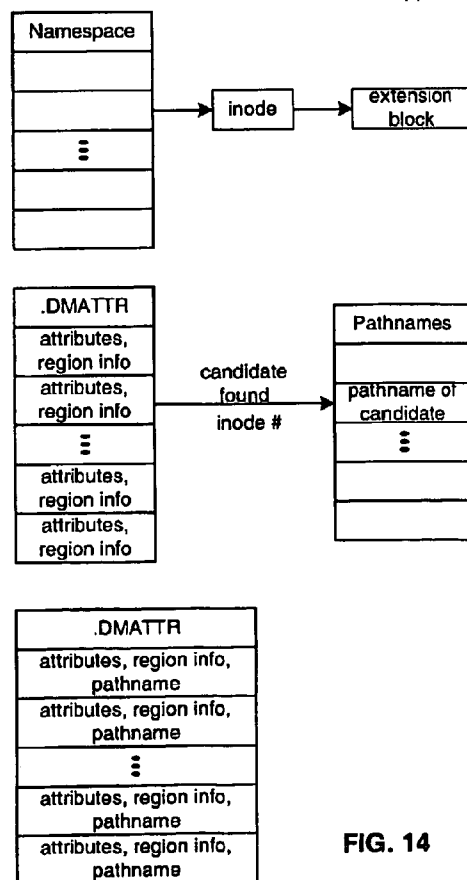 Namespace
inode
extension
block
.DMATTR
attributes,
region info
attributes,
region info
attributes,
region info
attributes,
region info
candidate
found
inode #
Pathnames
pathname of
candidate
.DMATTR
attributes, region info,
pathname
attributes, region info,
pathname
attributes, region info,
pathname
attributes, region info,
pathname
FIG. 14